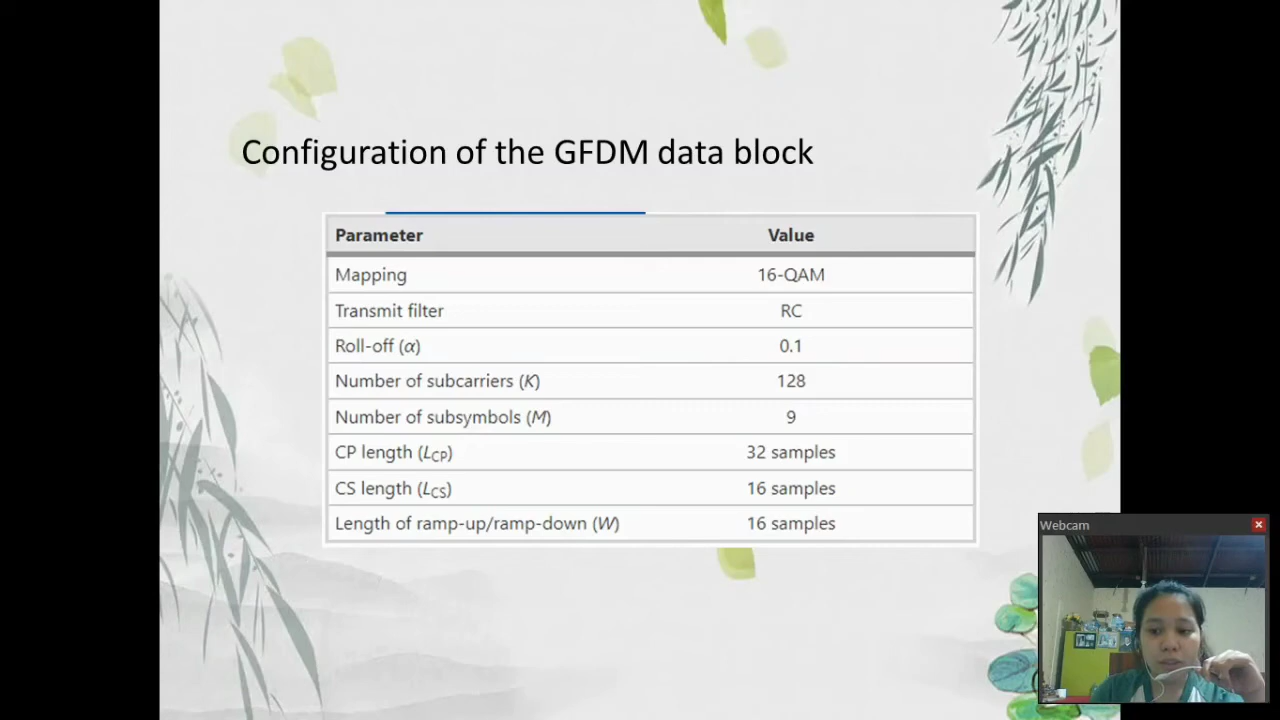 Configuration of the GFDM data block
Parameter Value
Mapping 16-QAM
Transmit filter RC
Roll-off (α) 0.1
Number of subcarriers (K) 128
Number of subsymbols (M) 9
CP length (LCP) 32 samples
CS length (LCS) 16 samples
Length of ramp-up/ramp-down (W) 16 samples
Webcam